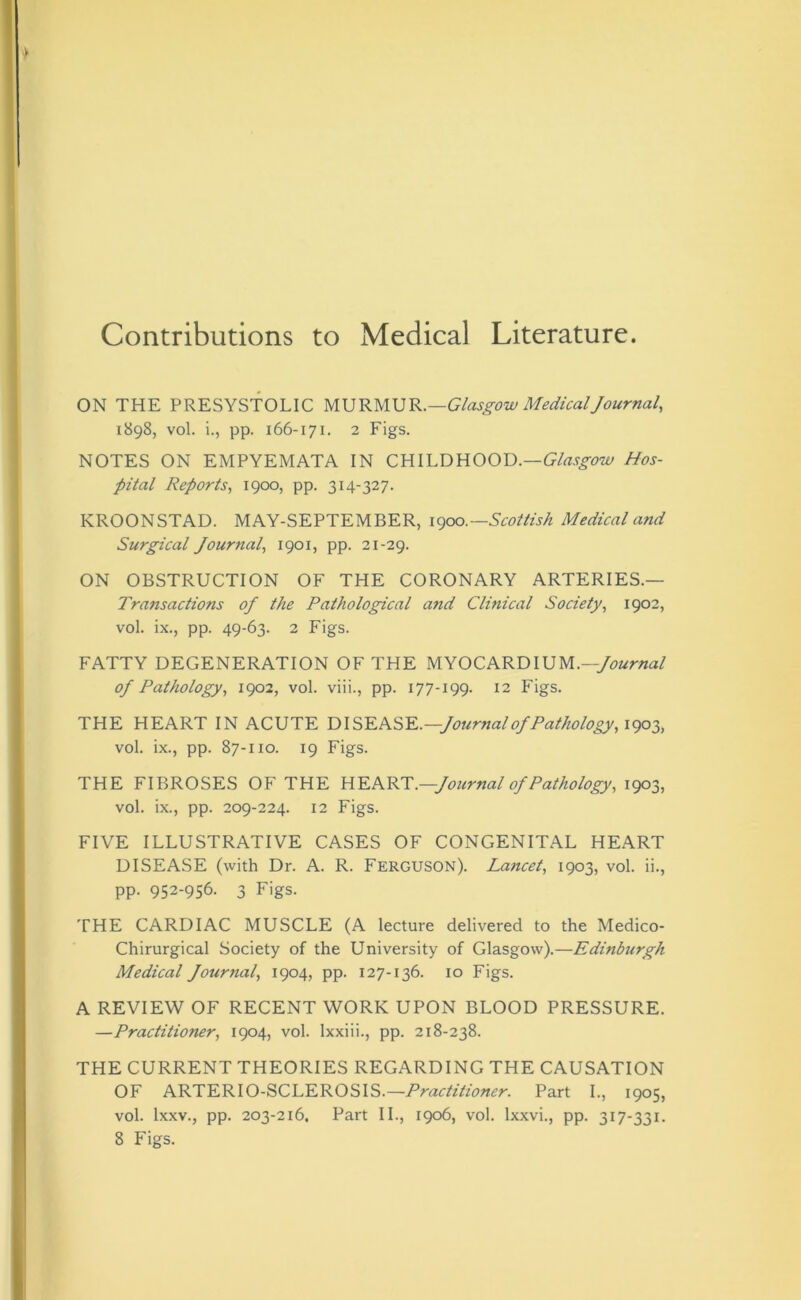 Contributions to Medical Literature.
ON THE PRESYSTOLIC MURMUR.—Glasgow Medical Journal,
1898, vol. i., pp. 166-171. 2 Figs.
NOTES ON EMPYEMATA IN CHILDHOOD.—Glasgow Hos-
pital Reports, 1900, pp. 314-327.
KROONSTAD. MAY-SEPTEMBER, 1900.—Scottish Medical and
Surgical Journal, 1901, pp. 21-29.
ON OBSTRUCTION OF THE CORONARY ARTERIES.—
Transactions of the Pathological and Clinical Society, 1902,
vol. ix., pp. 49-63. 2 Figs.
FATTY DEGENERATION OF THE MYOCARDIUM.—Journal
of Pathology, 1902, vol. viii., pp. 177-199. 12 Figs.
THE HEART IN ACUTE DISEASE.—Journal of Pathology, 1903,
vol. ix., pp. 87-110. 19 Figs.
THE FIBROSES OF THE HEART.—Journal of Pathology, 1903,
vol. ix., pp. 209-224. 12 Figs.
FIVE ILLUSTRATIVE CASES OF CONGENITAL HEART
DISEASE (with Dr. A. R. FERGUSON). Lancet, 1903, vol. ii.,
pp. 952-956. 3 Figs.
THE CARDIAC MUSCLE (A lecture delivered to the Medico-
Chirurgical Society of the University of Glasgow).—Edinburgh
Medical Journal, 1904, pp. 127-136. 10 Figs.
A REVIEW OF RECENT WORK UPON BLOOD PRESSURE.
—Practitioner, 1904, vol. lxxiii., pp. 218-238.
THE CURRENT THEORIES REGARDING THE CAUSATION
OF ARTERIO-SCLEROSIS.—Practitioner. Part I., 1905,
vol. lxxv., pp. 203-216. Part II., 1906, vol. lxxvi., pp. 317-331.
8 Figs.